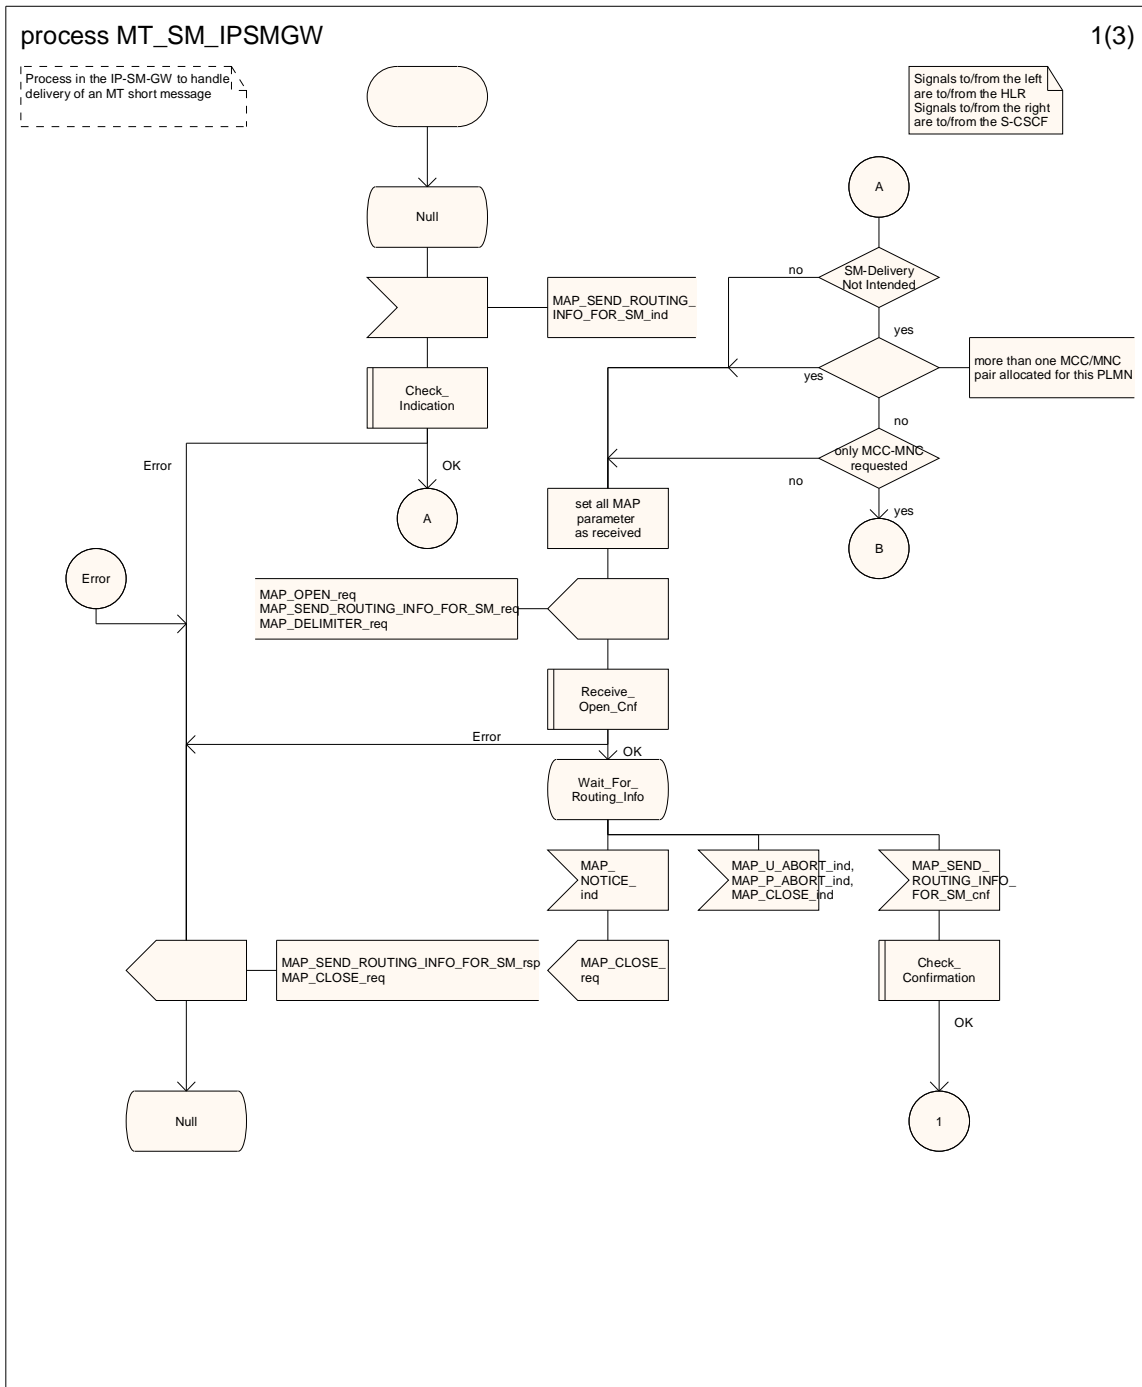 process MT_SM_IPSMGW
1(3)
Process in the IP-SM-GW to handle
delivery of an MT short message
Signals to/from the left
are to/from the HLR
Signals to/from the right
are to/from the S-CSCF
A
Null
no
SM-Delivery
Not Intended
MAP_SEND_ROUTING_
INFO_FOR_SM_ind
yes
yes
more than one MCC/MNC
pair allocated for this PLMN
Check_
Indication
no
Error
OK
only MCC-MNC
requested
no
A
set all MAP
parameter
as received
yes
B
Error
MAP_OPEN_req
MAP_SEND_ROUTING_INFO_FOR_SM_req
MAP_DELIMITER_req
Receive_
Open_Cnf
Error
OK
Wait_For_
Routing_Info
MAP_
NOTICE_
ind
MAP_U_ABORT_ind,
MAP_P_ABORT_ind,
MAP_CLOSE_ind
MAP_SEND_
ROUTING_INFO_
FOR_SM_cnf
MAP_SEND_ROUTING_INFO_FOR_SM_rsp
MAP_CLOSE_req
MAP_CLOSE_
req
Check_
Confirmation
OK
Null
1